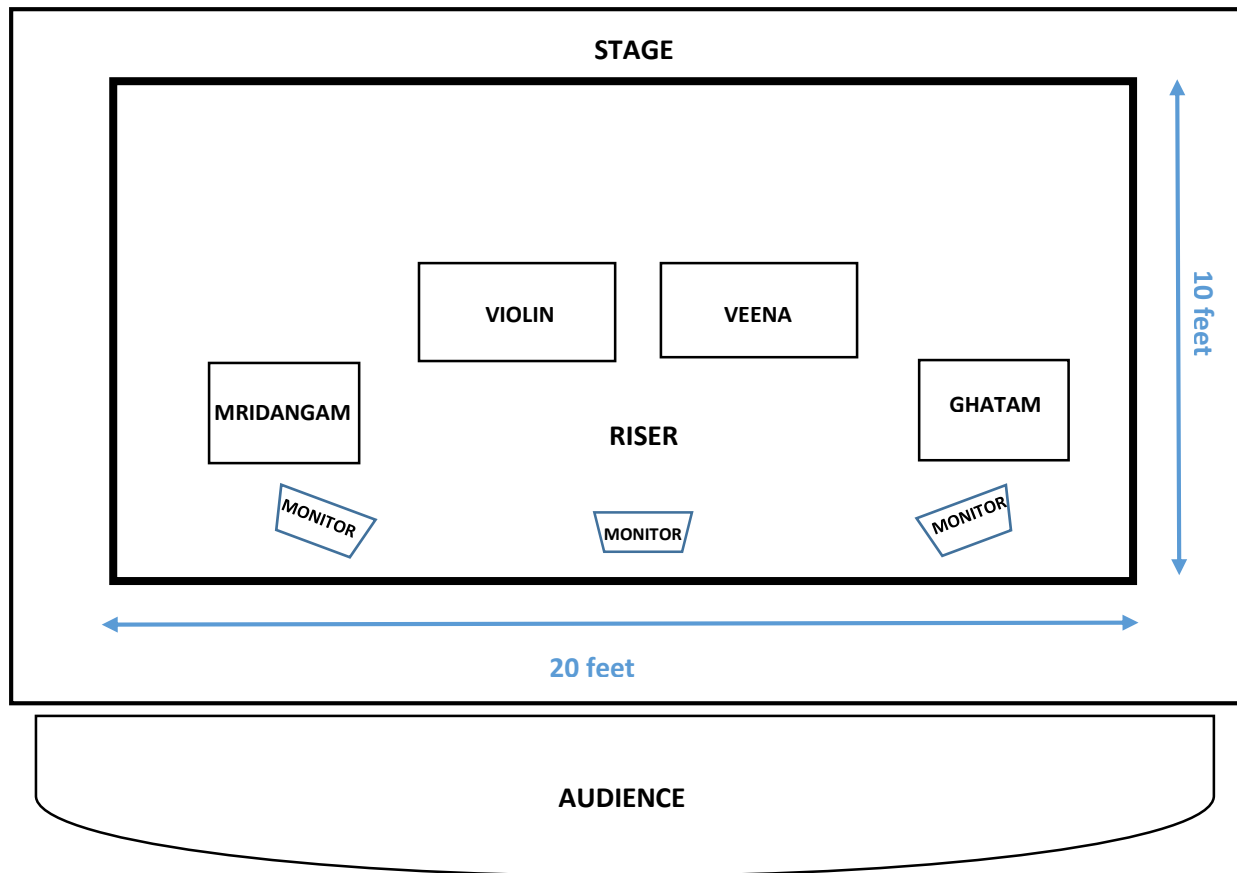 STAGE
10 feet
VIOLIN
VEENA
MRIDANGAM
GHATAM
RISER
MONITOR
MONITOR
MONITOR
20 feet
AUDIENCE